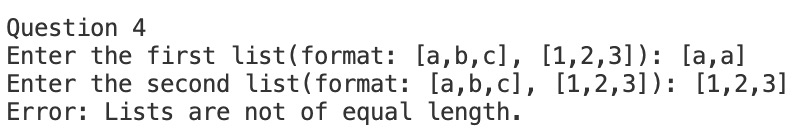 Question 4
Enter the first list(format: [a,b,c], [1,2,3]): [a,a]
Enter the second list(format: [a,b,c], [1,2,3]): [1,2,3]
Error: Lists are not of equal length.